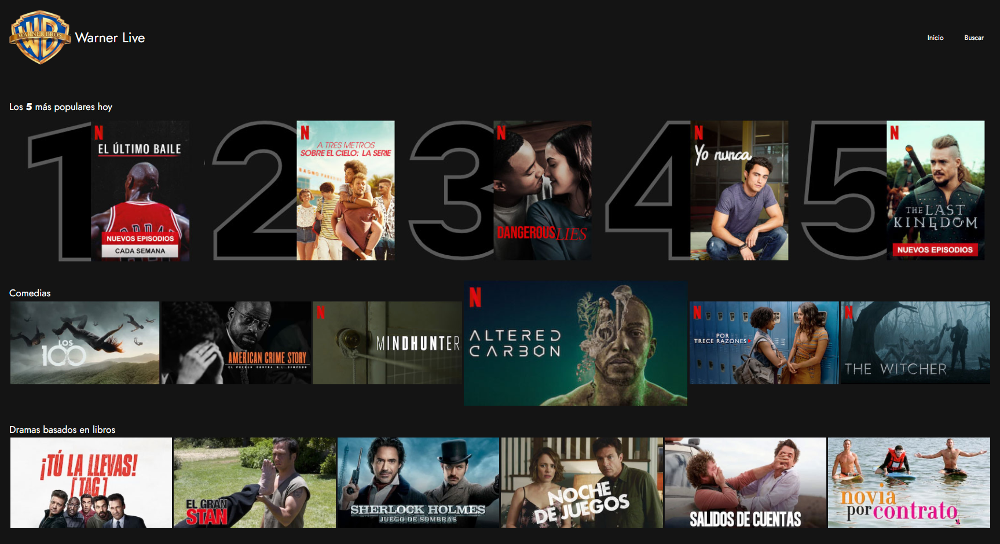 WARNER BROS.
Warner Live
Inicio
Buscar
Los 5 más populares hoy
1
N
EL ÚLTIMO BAILE
NUEVOS EPISODIOS
CADA SEMANA
2
N
A TRES METROS
SOBRE EL CIELO: LA SERIE
3
N
DANGEROUS LIES
4
N
Yo nunca
5
N
THE LAST
KINGDOM
NUEVOS EPISODIOS
Comedias
LOS
100
AMERICAN CRIME STORY
EL PUEBLO CONTRA O.J. SIMPSON
N
MINDHUNTER
N
ALTERED
CARBON
N
POR
TRECE RAZONES
N
THE WITCHER
Dramas basados en libros
¡TÚ LA LLEVAS!
[TAG]
EL GRAN
STAN
SHERLOCK HOLMES
JUEGO DE SOMBRAS
NOCHE
DE JUEGOS
SALIDOS DE CUENTAS
novia
por contrato